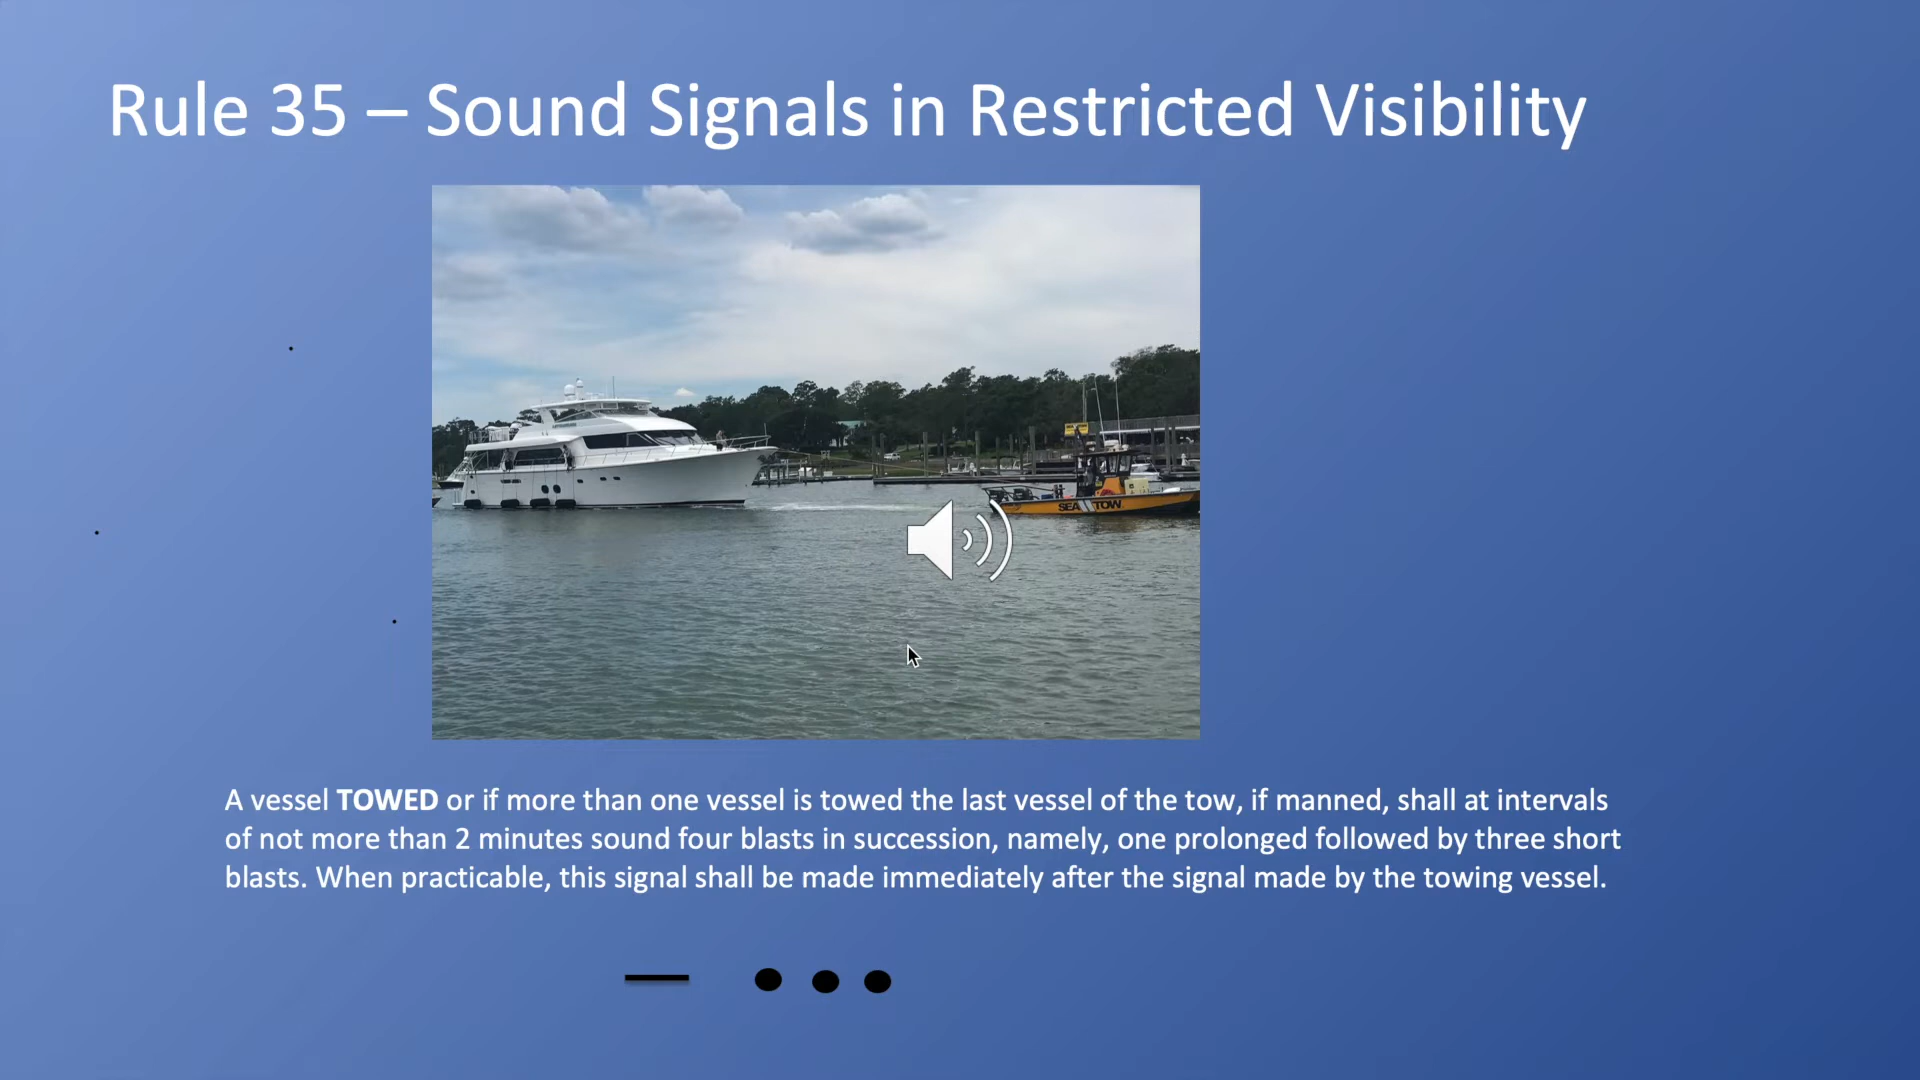 Rule 35 – Sound Signals in Restricted Visibility
SEA TOW
A vessel TOWED or if more than one vessel is towed the last vessel of the tow, if manned, shall at intervals
of not more than 2 minutes sound four blasts in succession, namely, one prolonged followed by three short
blasts. When practicable, this signal shall be made immediately after the signal made by the towing vessel.